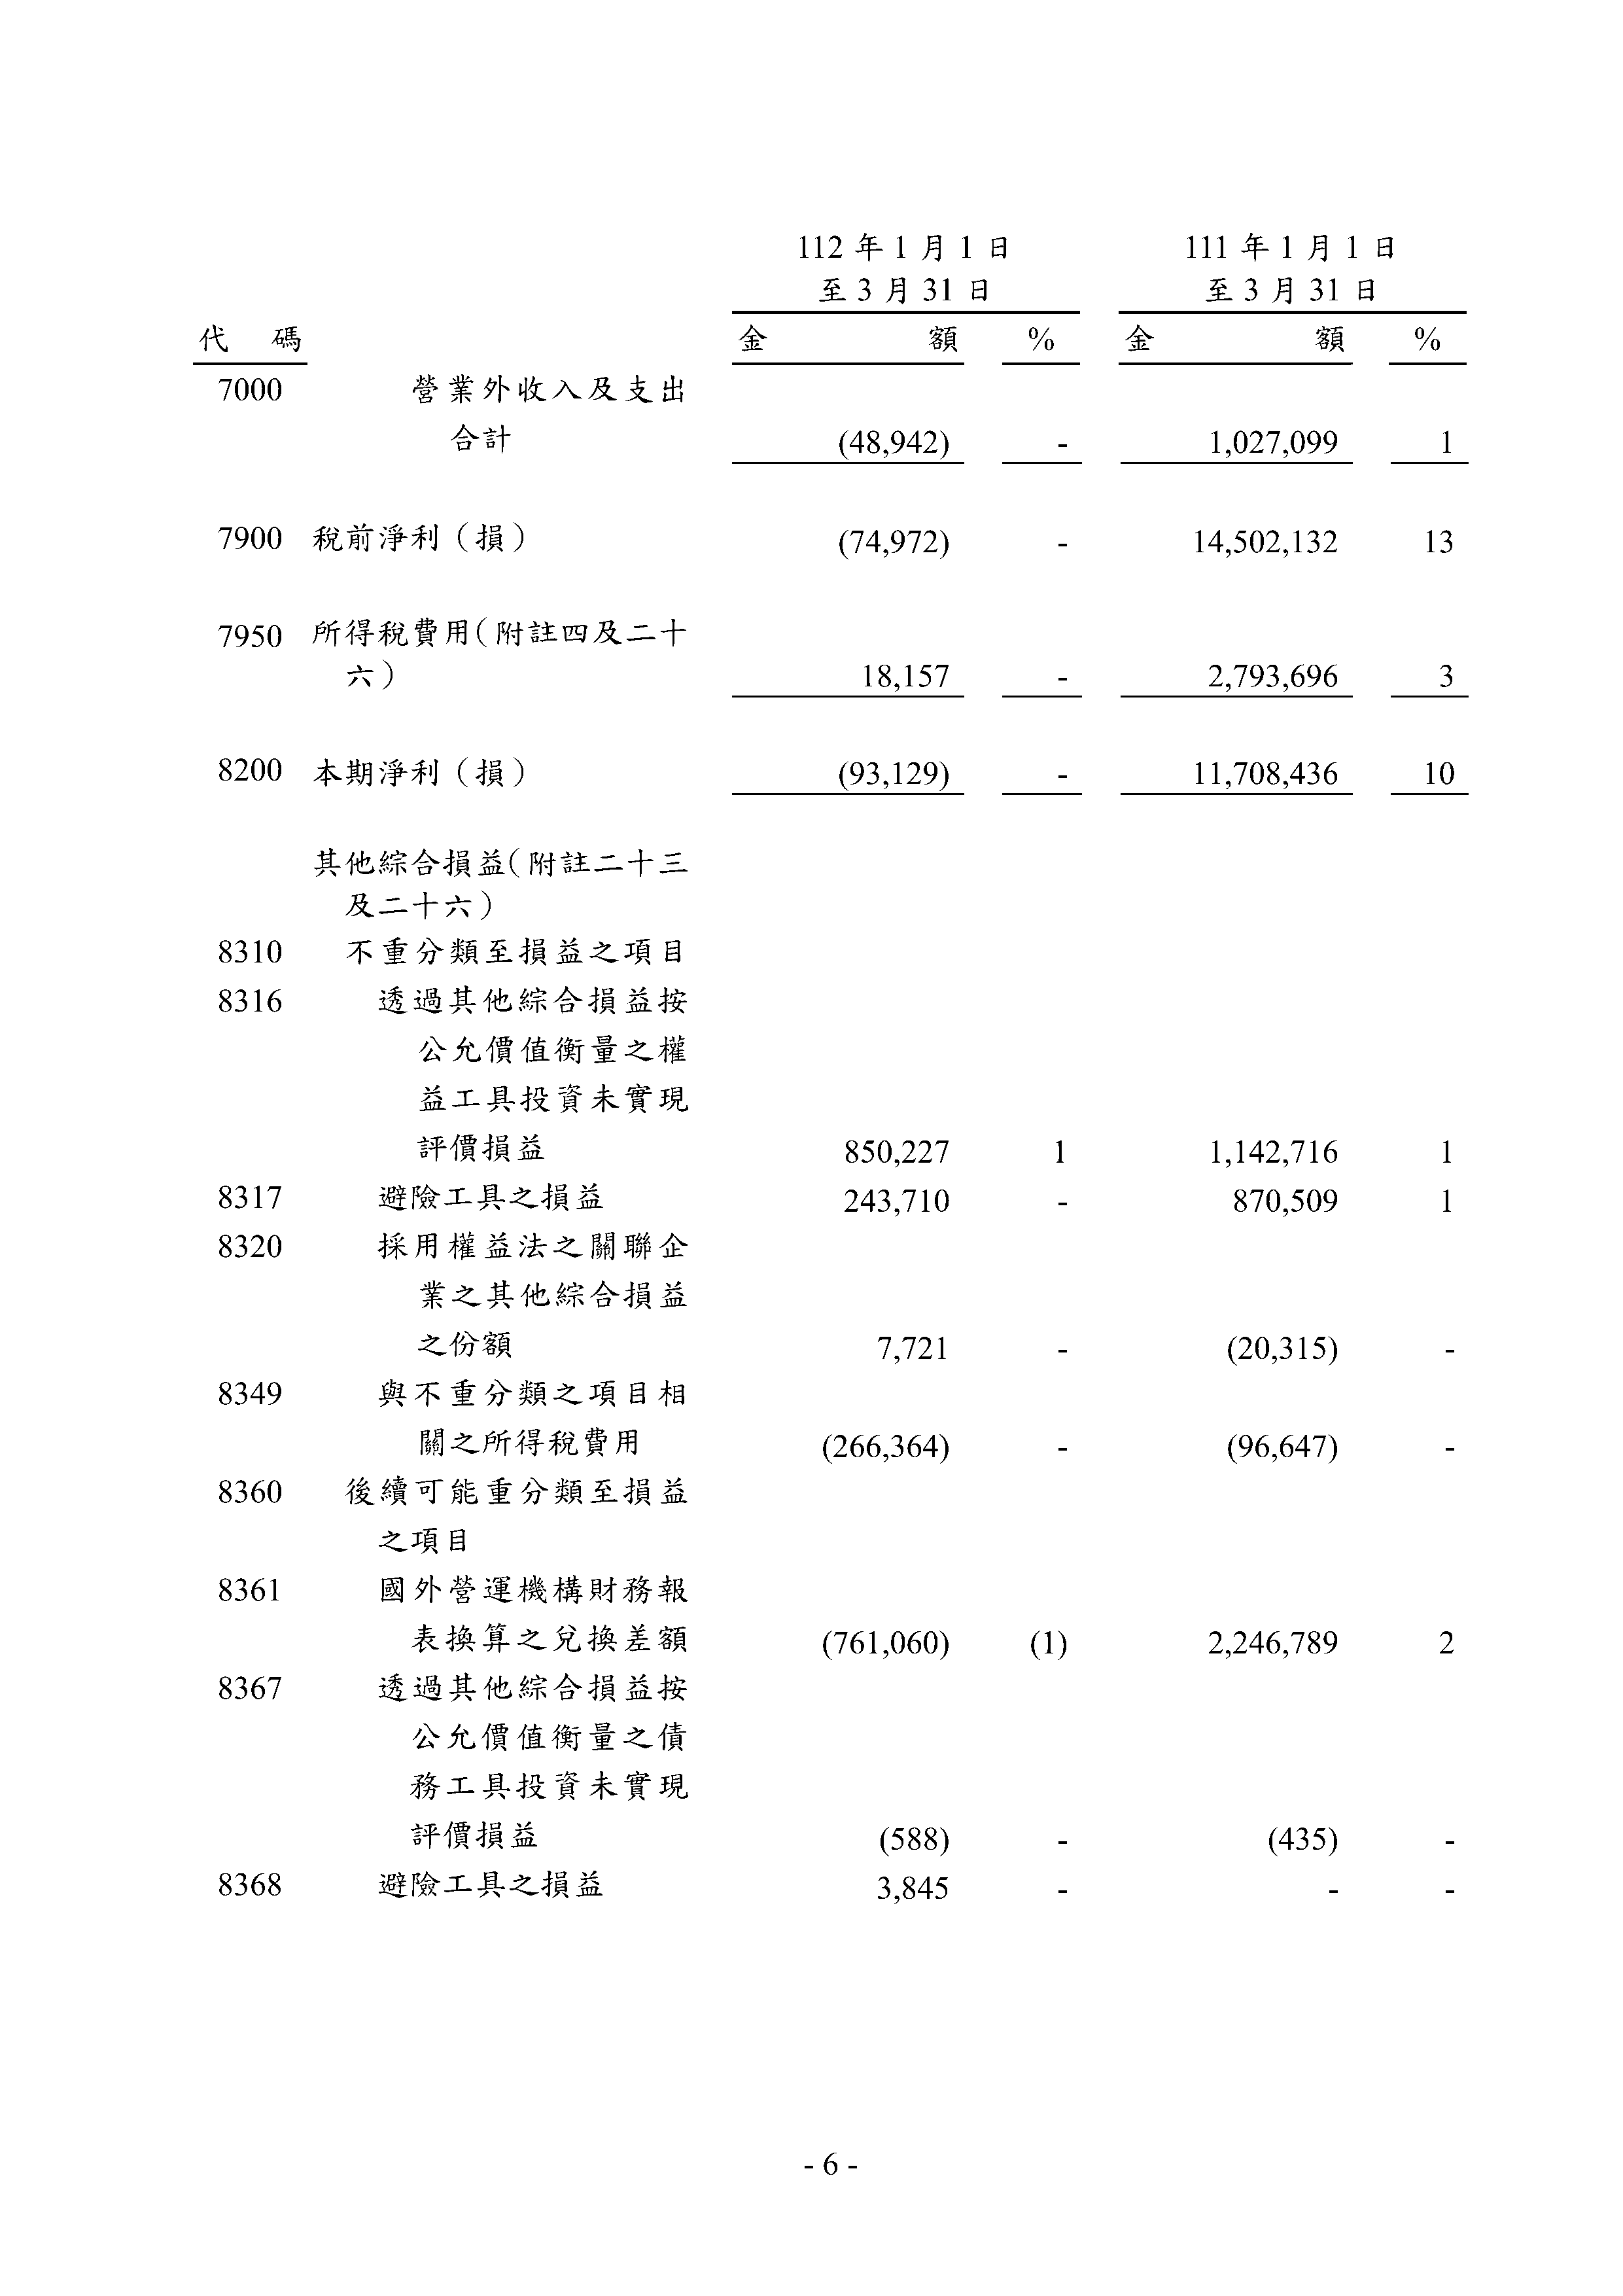 112 年 1 月 1 日 111 年 1 月 1 日
至 3 月 31 日 至 3 月 31 日
代 碼 金 額 % 金 額 %
7000 營業外收入及支出
合計 (48,942) - 1,027,099 1
7900 稅前淨利（損） (74,972) - 14,502,132 13
7950 所得稅費用（附註四及二十
六） 18,157 - 2,793,696 3
8200 本期淨利（損） (93,129) - 11,708,436 10
其他綜合損益（附註二十三
及二十六）
8310 不重分類至損益之項目
8316 透過其他綜合損益按
公允價值衡量之權
益工具投資未實現
評價損益 850,227 1 1,142,716 1
8317 避險工具之損益 243,710 - 870,509 1
8320 採用權益法之關聯企
業之其他綜合損益
之份額 7,721 - (20,315) -
8349 與不重分類之項目相
關之所得稅費用 (266,364) - (96,647) -
8360 後續可能重分類至損益
之項目
8361 國外營運機構財務報
表換算之兌換差額 (761,060) (1) 2,246,789 2
8367 透過其他綜合損益按
公允價值衡量之債
務工具投資未實現
評價損益 (588) - (435) -
8368 避險工具之損益 3,845 - - -
- 6 -